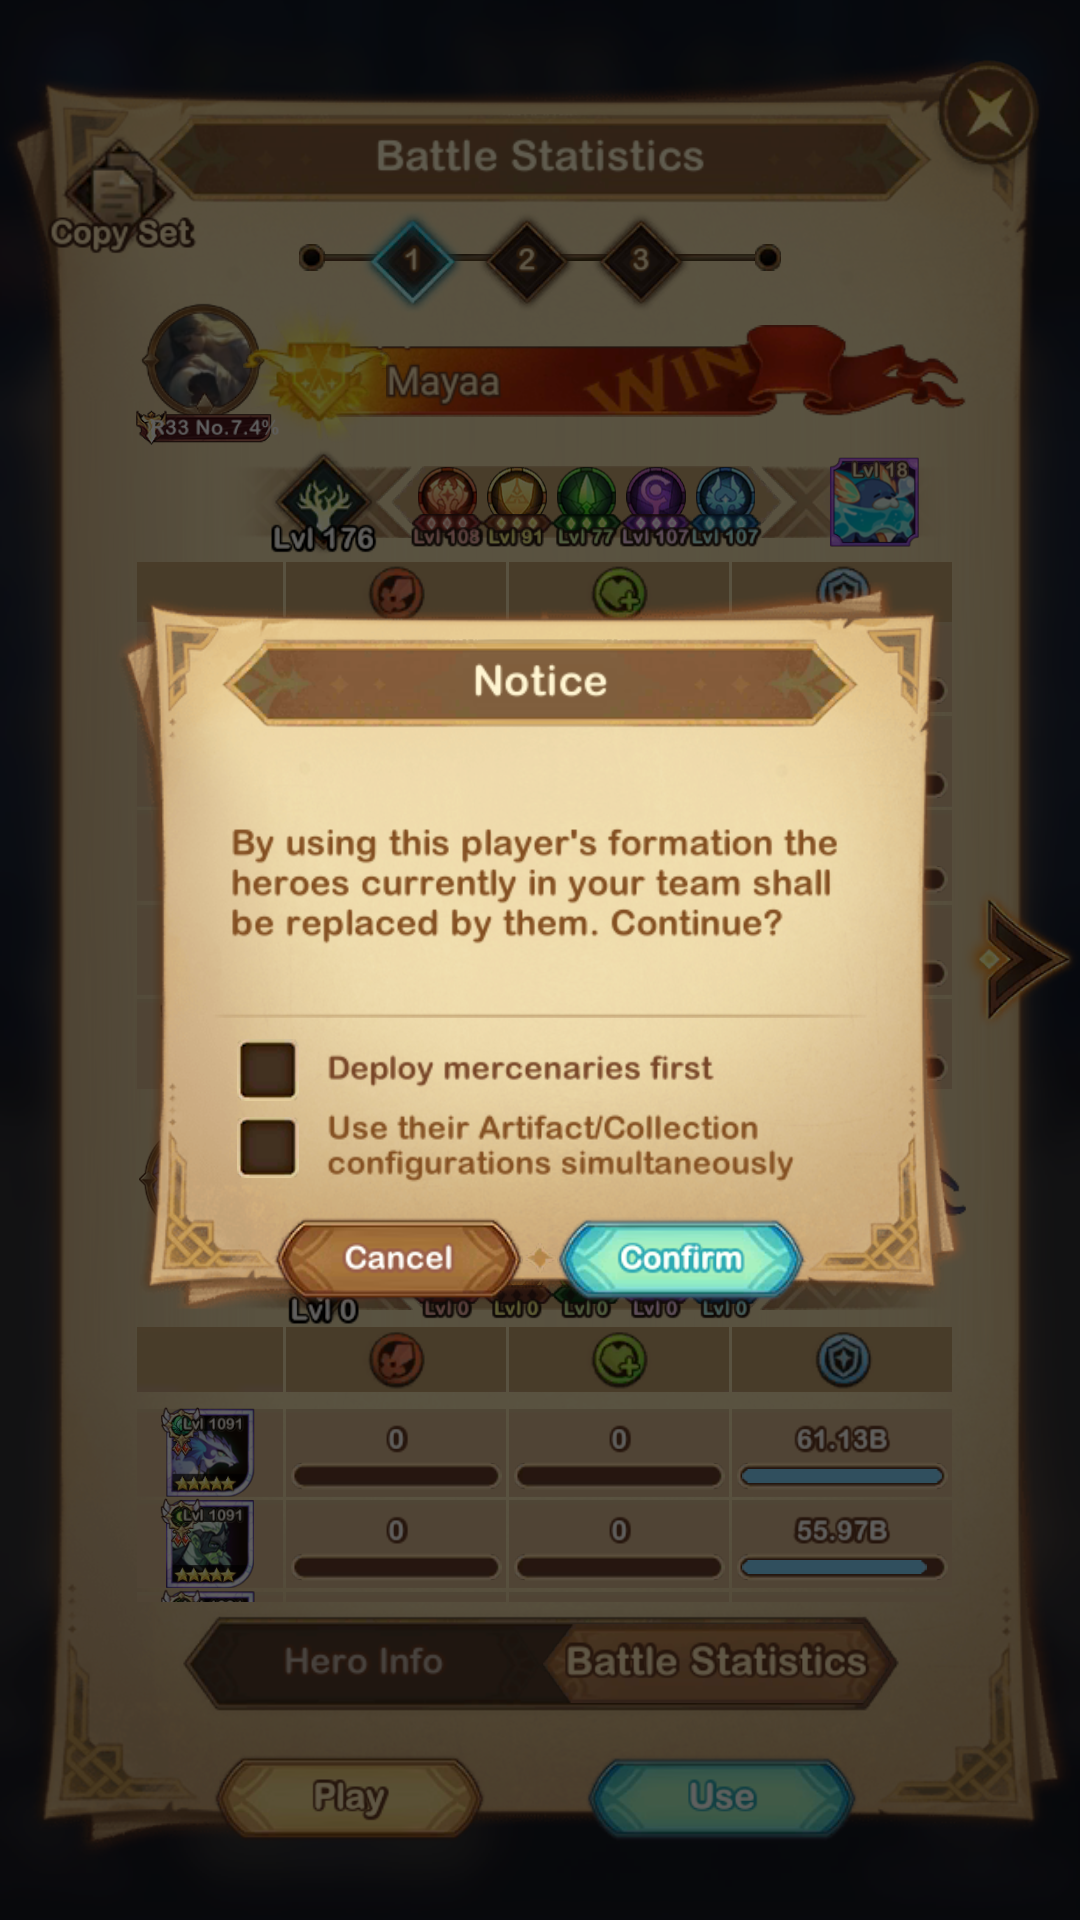 Battle Statistics
Copy Set
1
2
3
Mayaa
WIN
R33 No.7.4%
Lvl 176
Lvl 108
Lvl 91
Lvl 77
Lvl 107
Lvl 107
Lvl 18
Notice
By using this player's formation the
heroes currently in your team shall
be replaced by them. Continue?
Deploy mercenaries first
Use their Artifact/Collection
configurations simultaneously
Cancel
Confirm
Lvl 0
Lvl 0
Lvl 0
Lvl 0
Lvl 0
Lvl 0
Lvl 1091
0
0
61.13B
Lvl 1091
0
0
55.97B
Hero Info
Battle Statistics
Play
Use